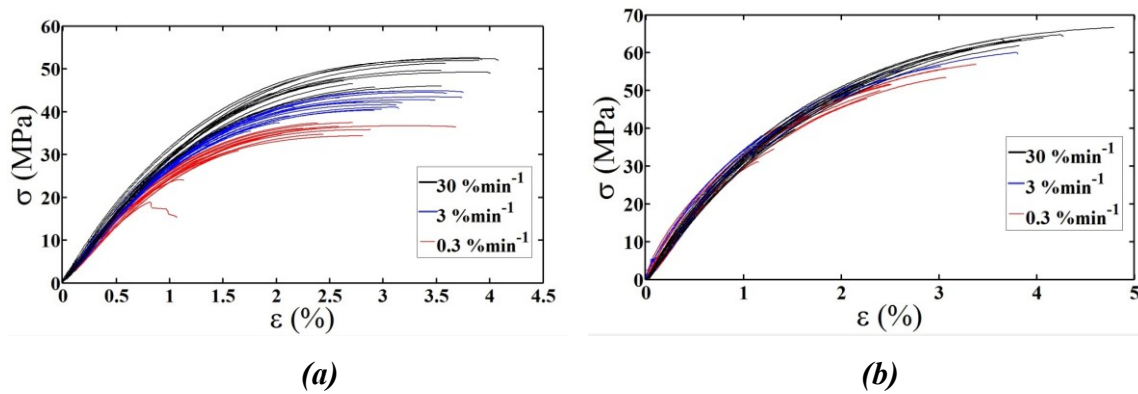 60
50
40
30
20
10
0
σ (MPa)
30 %min-1
3 %min-1
0.3 %min-1
0 0.5 1 1.5 2 2.5 3 3.5 4 4.5
ε (%)
(a)
70
60
50
40
30
20
10
0
σ (MPa)
30 %min-1
3 %min-1
0.3 %min-1
0 1 2 3 4 5
ε (%)
(b)